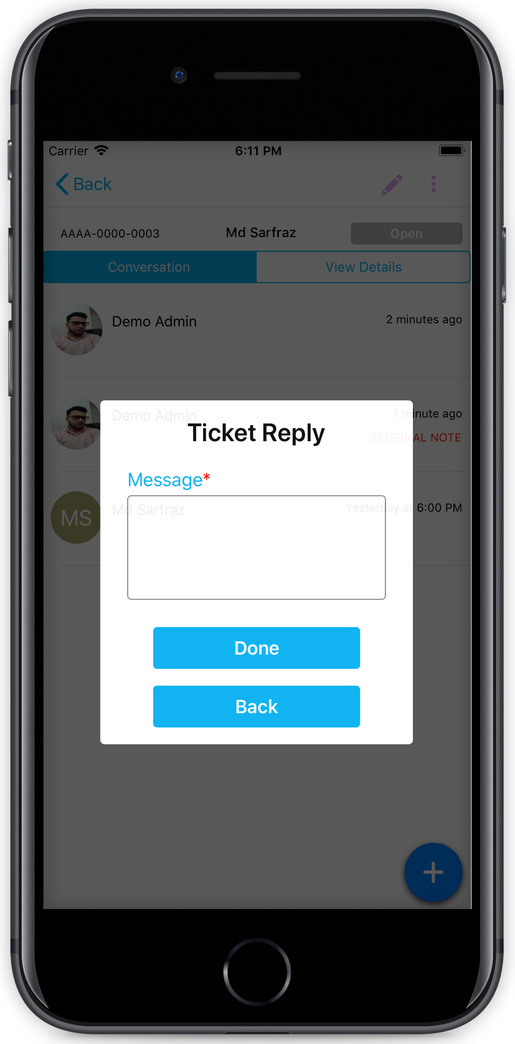 Carrier 6:11 PM
Back
AAAA-0000-0003 Md Sarfraz Open
Conversation View Details
Demo Admin 2 minutes ago
Demo Admin 1 minute ago
INTERNAL NOTE
Ticket Reply
Message*
MS Md Sarfraz Yesterday at 6:00 PM
Done
Back